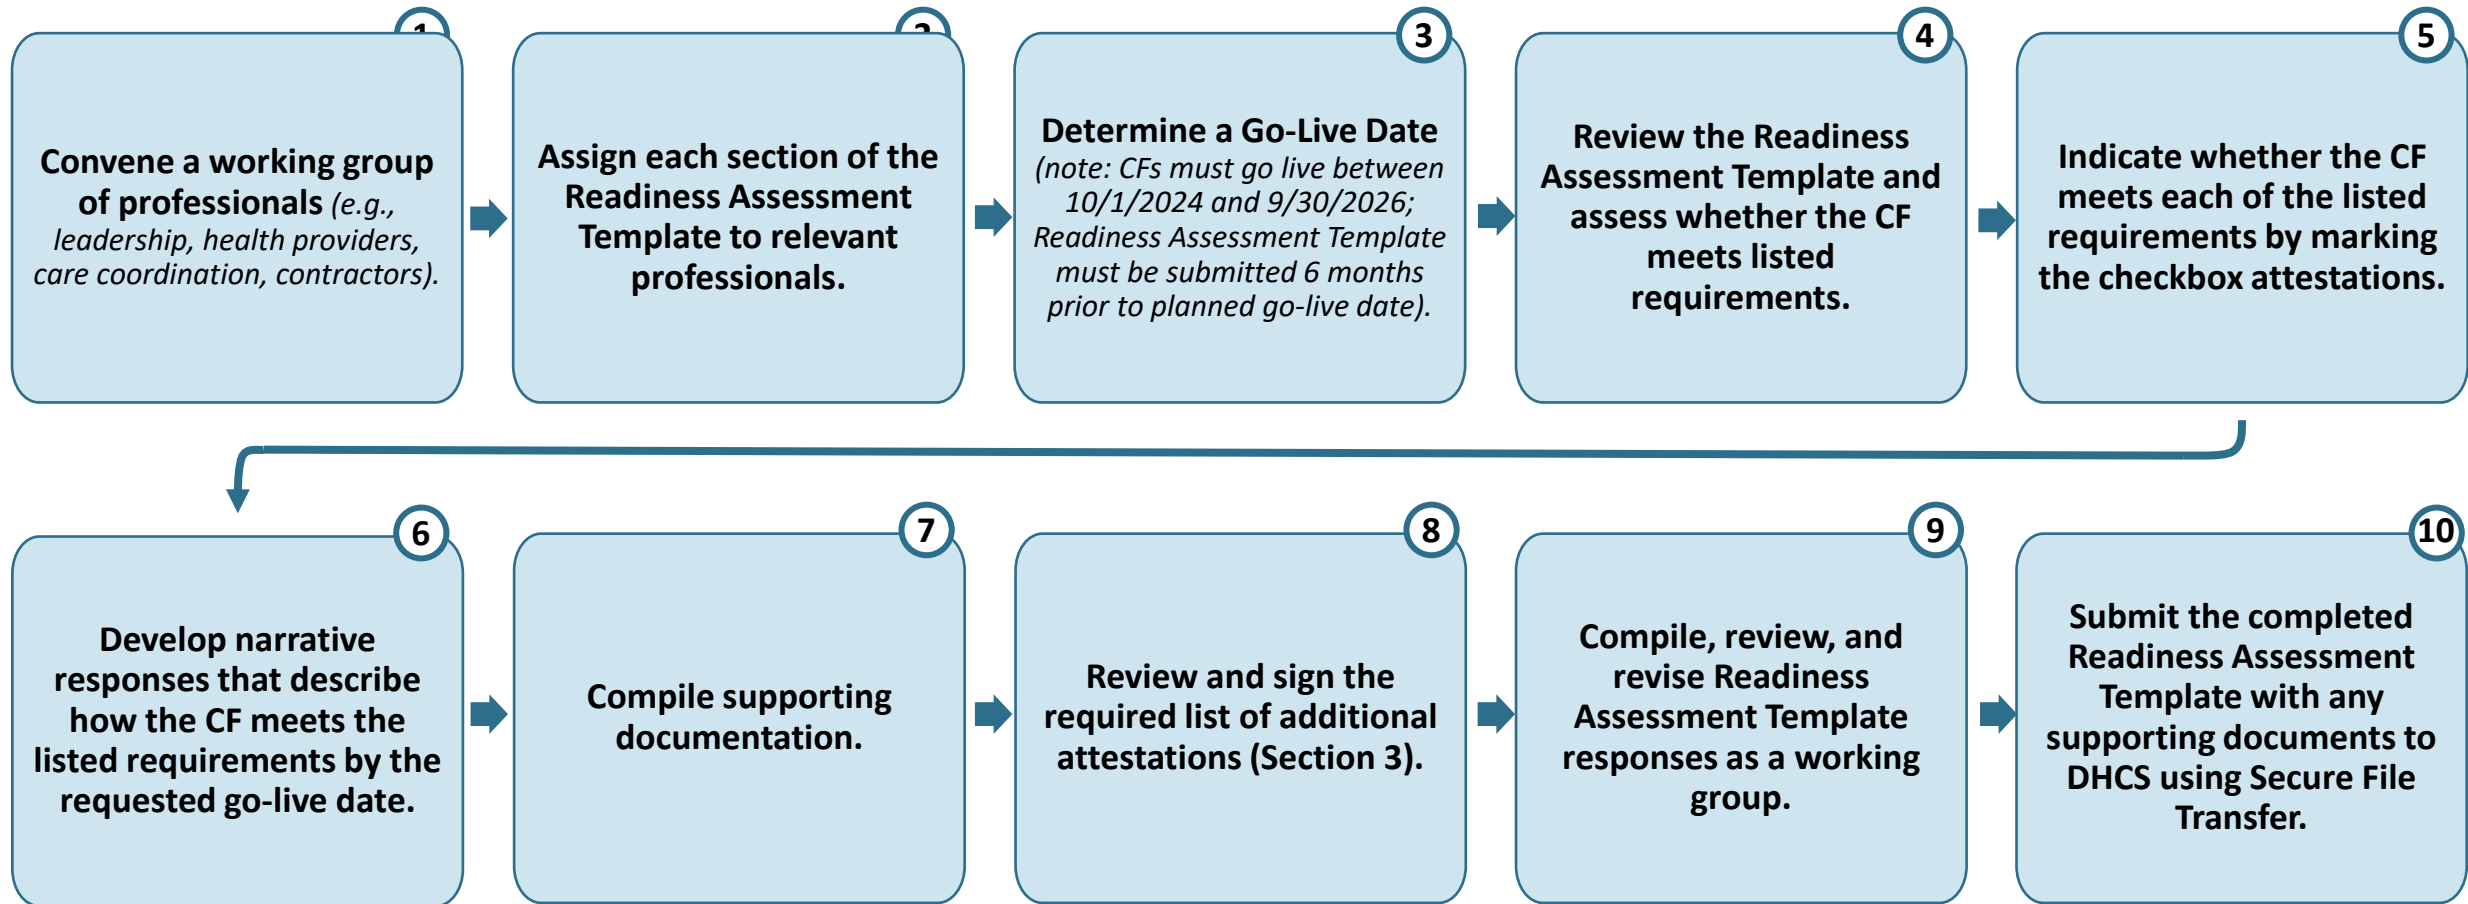 1
Convene a working group
of professionals (e.g.,
leadership, health providers,
care coordination, contractors).
2
Assign each section of the
Readiness Assessment
Template to relevant
professionals.
3
Determine a Go-Live Date
(note: CFs must go live between
10/1/2024 and 9/30/2026;
Readiness Assessment Template
must be submitted 6 months
prior to planned go-live date).
4
Review the Readiness
Assessment Template and
assess whether the CF
meets listed
requirements.
5
Indicate whether the CF
meets each of the listed
requirements by marking
the checkbox attestations.
6
Develop narrative
responses that describe
how the CF meets the
listed requirements by the
requested go-live date.
7
Compile supporting
documentation.
8
Review and sign the
required list of additional
attestations (Section 3).
9
Compile, review, and
revise Readiness
Assessment Template
responses as a working
group.
10
Submit the completed
Readiness Assessment
Template with any
supporting documents to
DHCS using Secure File
Transfer.